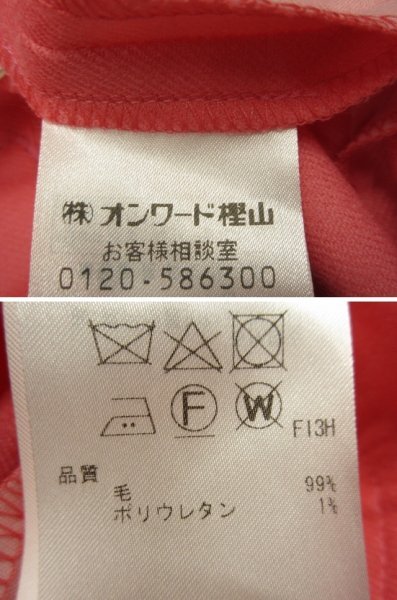 (株)オンワード樫山
お客様相談室
0120-586300
F W F13H
品質
毛 99%
ポリウレタン 1%